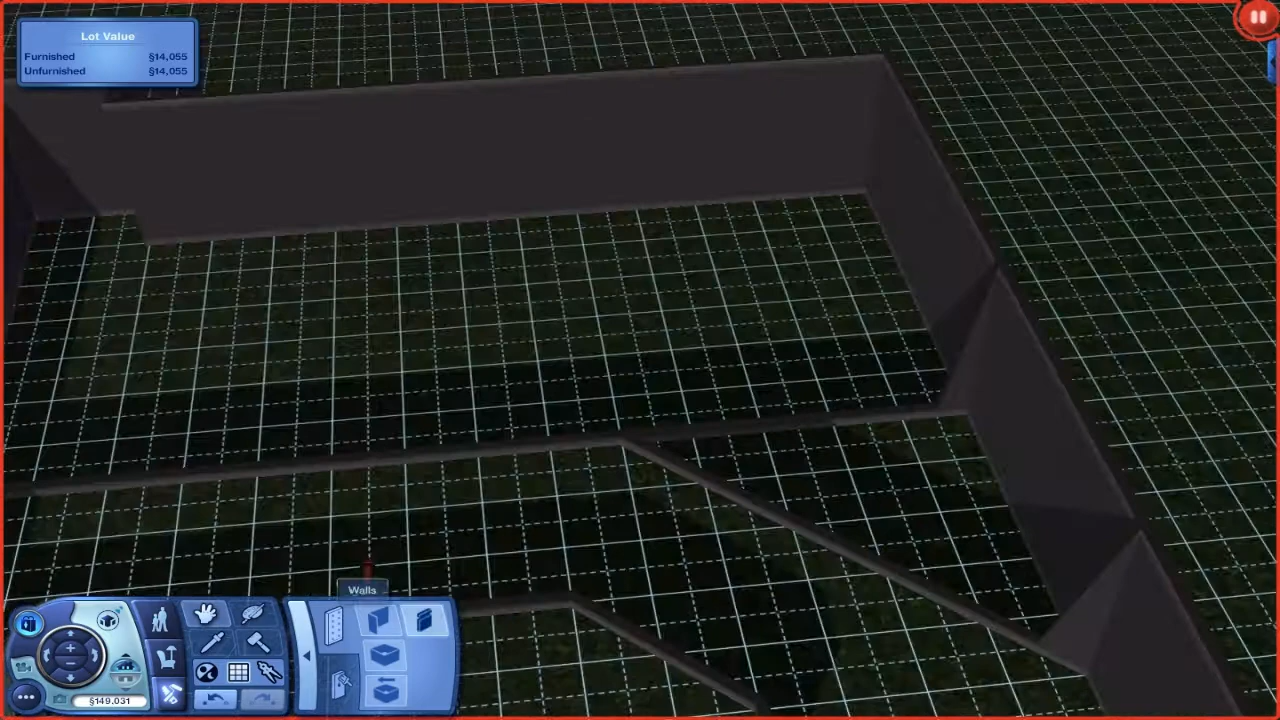 Lot Value
Furnished §14,055
Unfurnished §14,055
Walls
§149,031